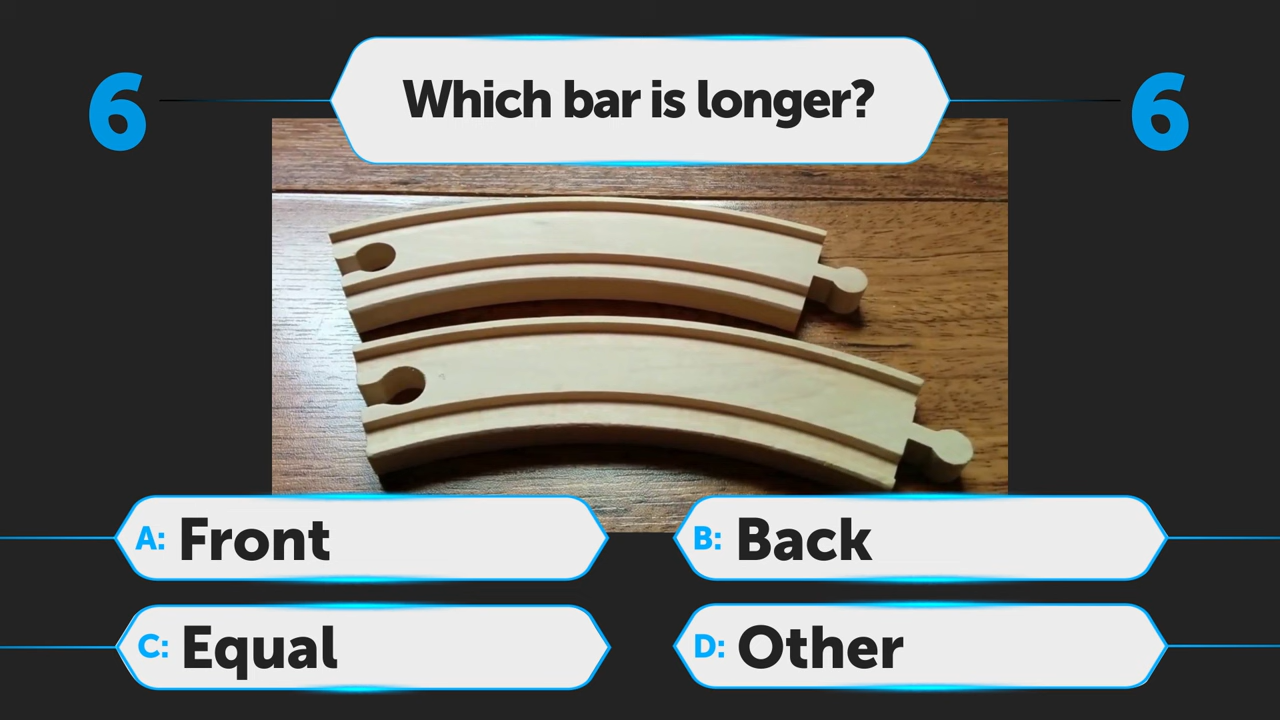 Which bar is longer?
6
6
A: Front
B: Back
C: Equal
D: Other